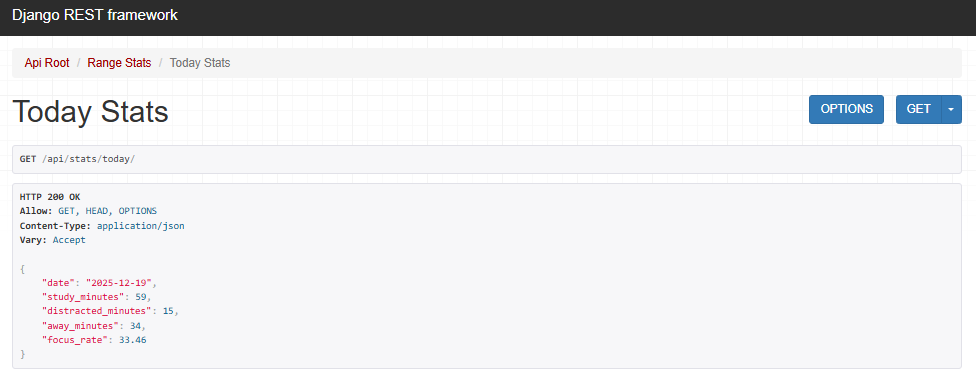 Django REST framework
Api Root / Range Stats / Today Stats
Today Stats
OPTIONS
GET
GET /api/stats/today/
HTTP 200 OK
Allow: GET, HEAD, OPTIONS
Content-Type: application/json
Vary: Accept
{
    "date": "2025-12-19",
    "study_minutes": 59,
    "distracted_minutes": 15,
    "away_minutes": 34,
    "focus_rate": 33.46
}